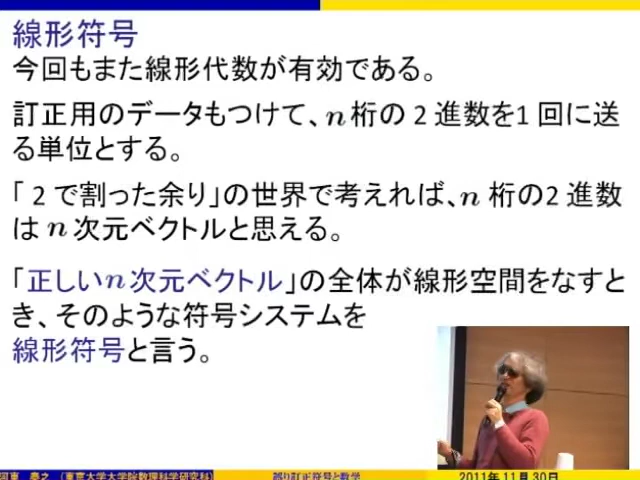 線形符号
今回もまた線形代数が有効である。
訂正用のデータもつけて、n桁の 2 進数を1 回に送
る単位とする。
「 2 で割った余り」の世界で考えれば、n 桁の2 進数
は n 次元ベクトルと思える。
「正しいn 次元ベクトル」の全体が線形空間をなすと
き、そのような符号システムを
線形符号と言う。
河東 泰之 (東京大学大学院数理科学研究科)
誤り訂正符号と数学
2011年 11月 30日